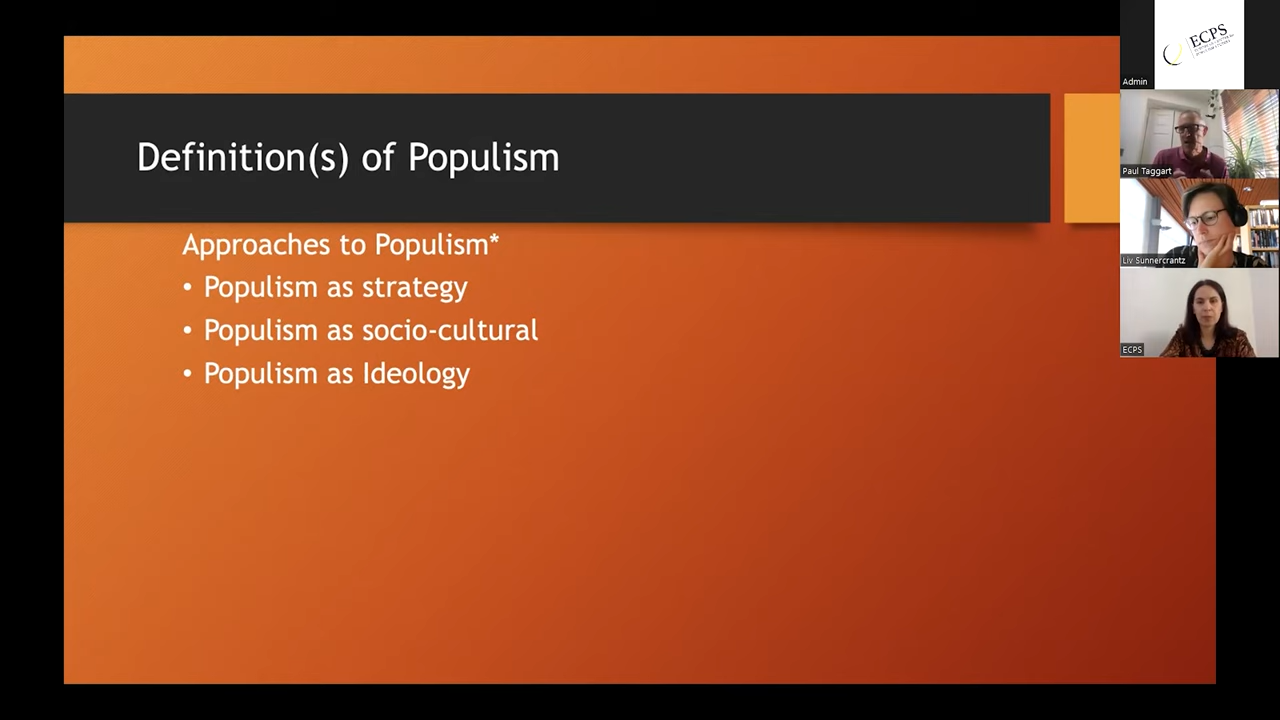 Definition(s) of Populism
Approaches to Populism*
• Populism as strategy
• Populism as socio-cultural
• Populism as Ideology
ECPS
Admin
Paul Taggart
Liv Sunnercrantz
ECPS